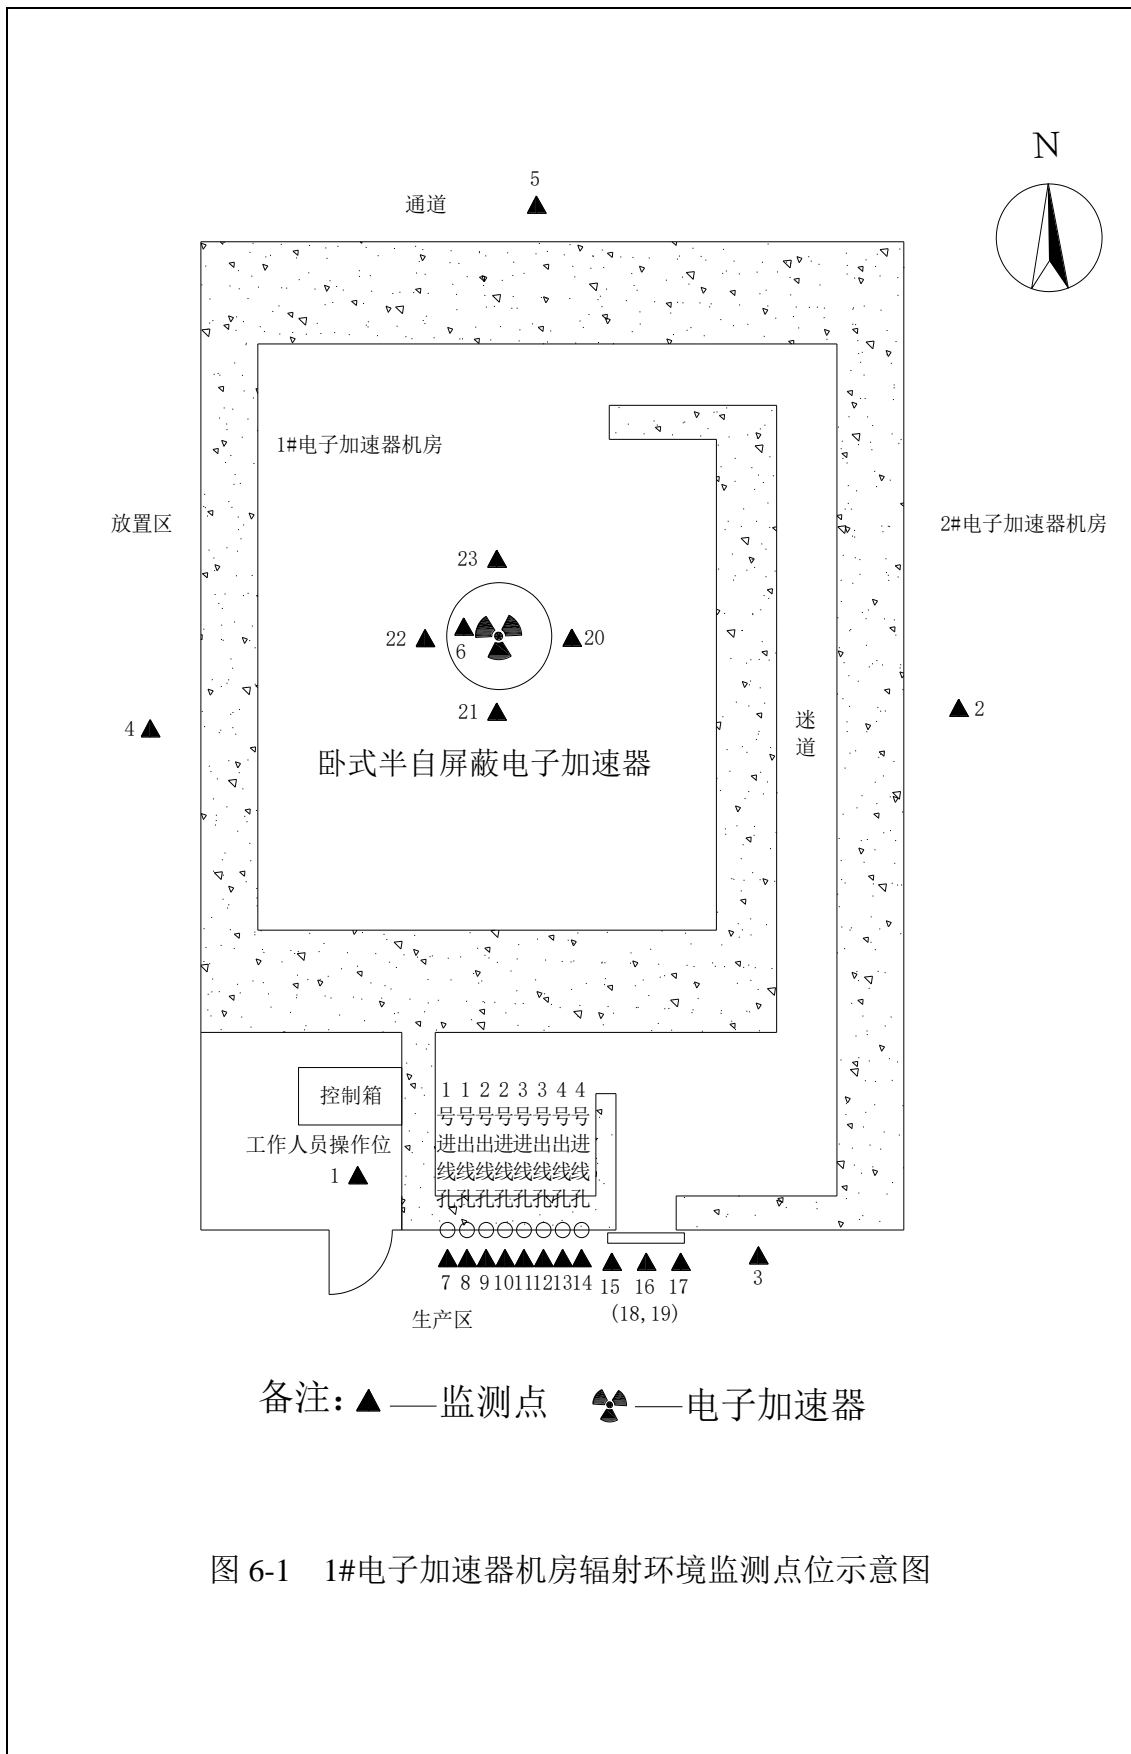 N
5
通道
1#电子加速器机房
放置区
2#电子加速器机房
23
22
6
20
21
4
2
迷道
卧式半自屏蔽电子加速器
控制箱
工作人员操作位
1
1号进线孔
1号出线孔
2号出线孔
2号进线孔
3号进线孔
3号出线孔
4号出线孔
4号进线孔
7 8 9 10 11 12 13 14 15 16 17
3
(18,19)
生产区
备注：▲——监测点 ——电子加速器
图 6-1 1#电子加速器机房辐射环境监测点位示意图